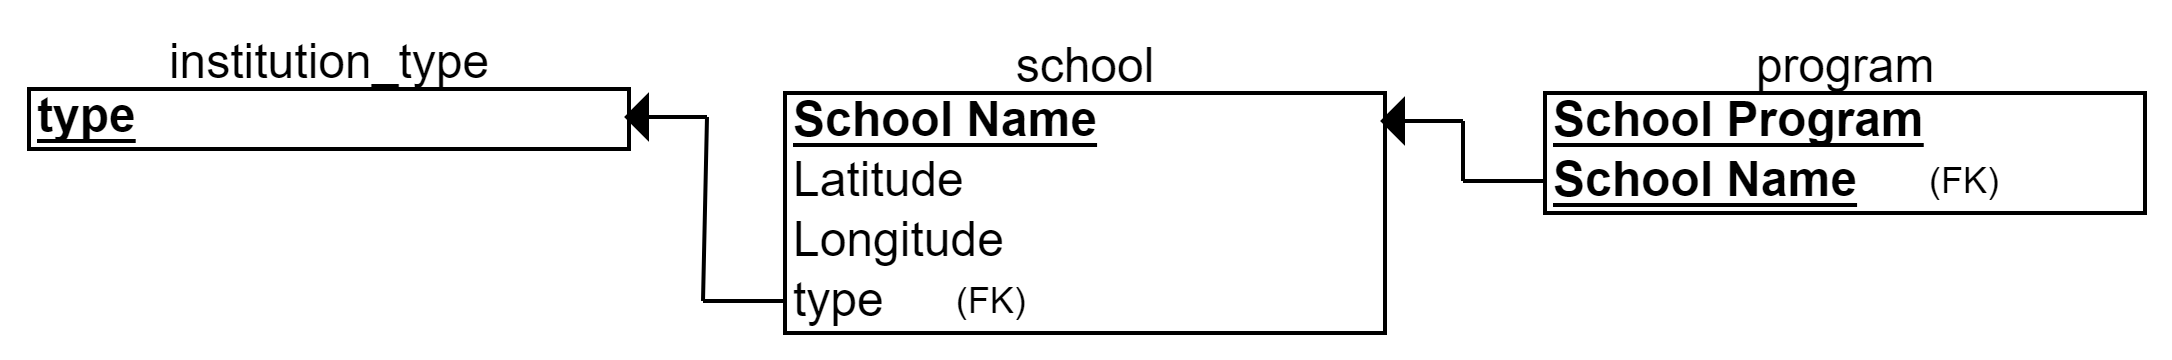 institution_type
type
school
School Name
Latitude
Longitude
type (FK)
program
School Program
School Name (FK)